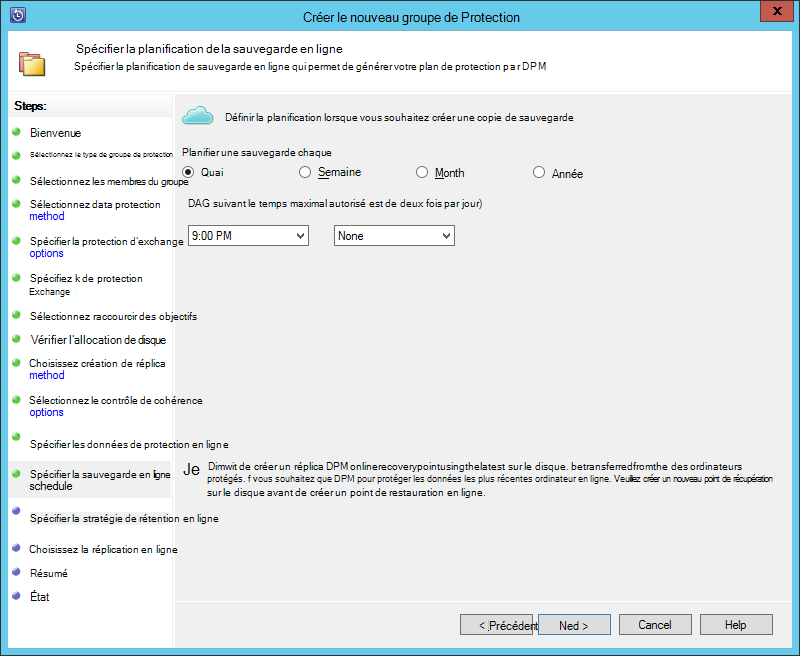 Créer le nouveau groupe de Protection
X
Spécifier la planification de la sauvegarde en ligne
Spécifier la planification de sauvegarde en ligne qui permet de générer votre plan de protection par DPM
Steps:
Bienvenue
Sélectionnez le type de groupe de protection
Sélectionnez les membres du groupe
Sélectionnez data protection
method
Spécifier la protection d'exchange
options
Spécifiez k de protection
Exchange
Sélectionnez raccourcir des objectifs
Vérifier l'allocation de disque
Choisissez création de réplica
method
Sélectionnez le contrôle de cohérence
options
Spécifier les données de protection en ligne
Spécifier la sauvegarde en ligne
schedule
Spécifier la stratégie de rétention en ligne
Choisissez la réplication en ligne
Résumé
État
Définir la planification lorsque vous souhaitez créer une copie de sauvegarde
Planifier une sauvegarde chaque
Quai
Semaine
Month
Année
DAG suivant le temps maximal autorisé est de deux fois par jour)
9:00 PM
None
Je
Dimwit de créer un réplica DPM onlinerecoverypointusingthelatest sur le disque. betransferredfromthe des ordinateurs
protégés. f vous souhaitez que DPM pour protéger les données les plus récentes ordinateur en ligne. Veuillez créer un nouveau point de récupération
sur le disque avant de créer un point de restauration en ligne.
< Précédent
Ned >
Cancel
Help